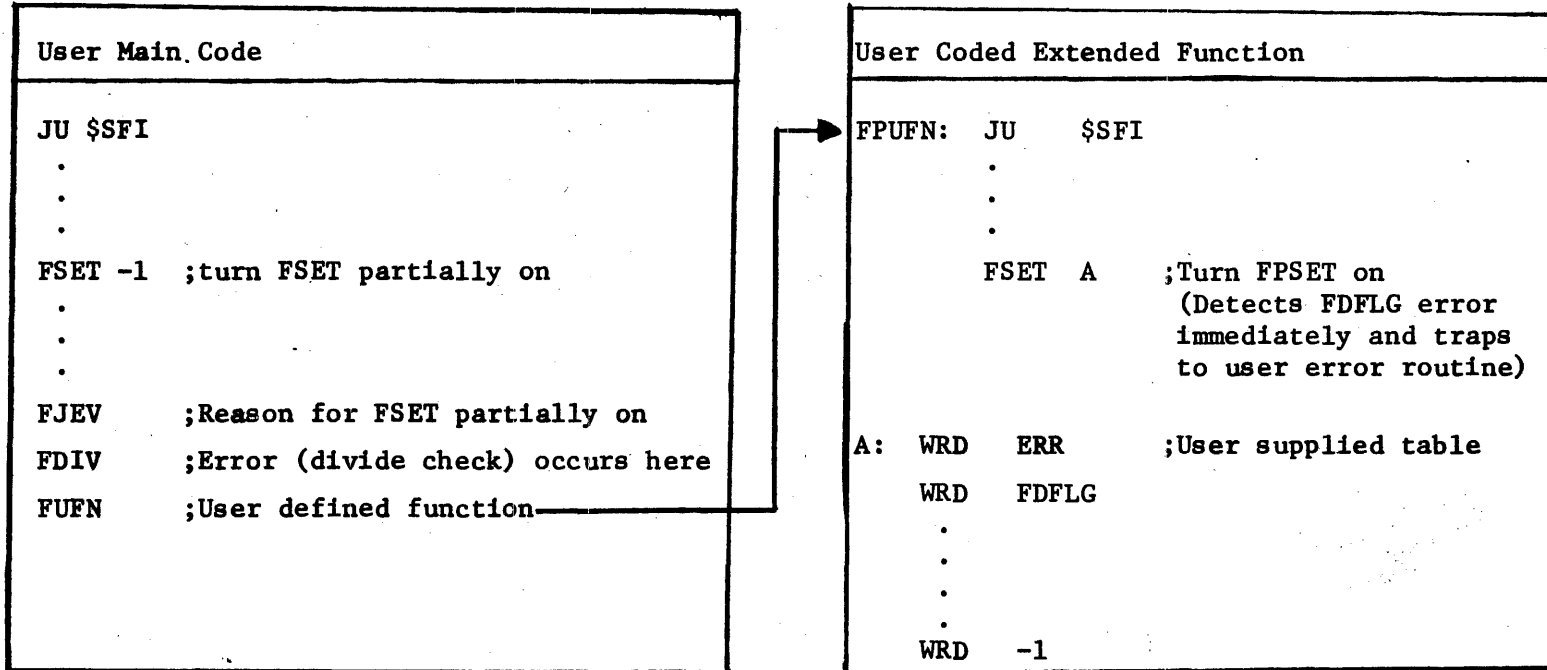 User Main Code
JU $SFI
.
.
.
FSET -1 ;turn FSET partially on
.
.
.
FJEV ;Reason for FSET partially on
FDIV ;Error (divide check) occurs here
FUFN ;User defined function
User Coded Extended Function
FPUFN: JU $SFI
.
.
.
FSET A ;Turn FPSET on
(Detects FDFLG error
immediately and traps
to user error routine)
A: WRD ERR ;User supplied table
WRD FDFLG
.
.
.
.
WRD -1